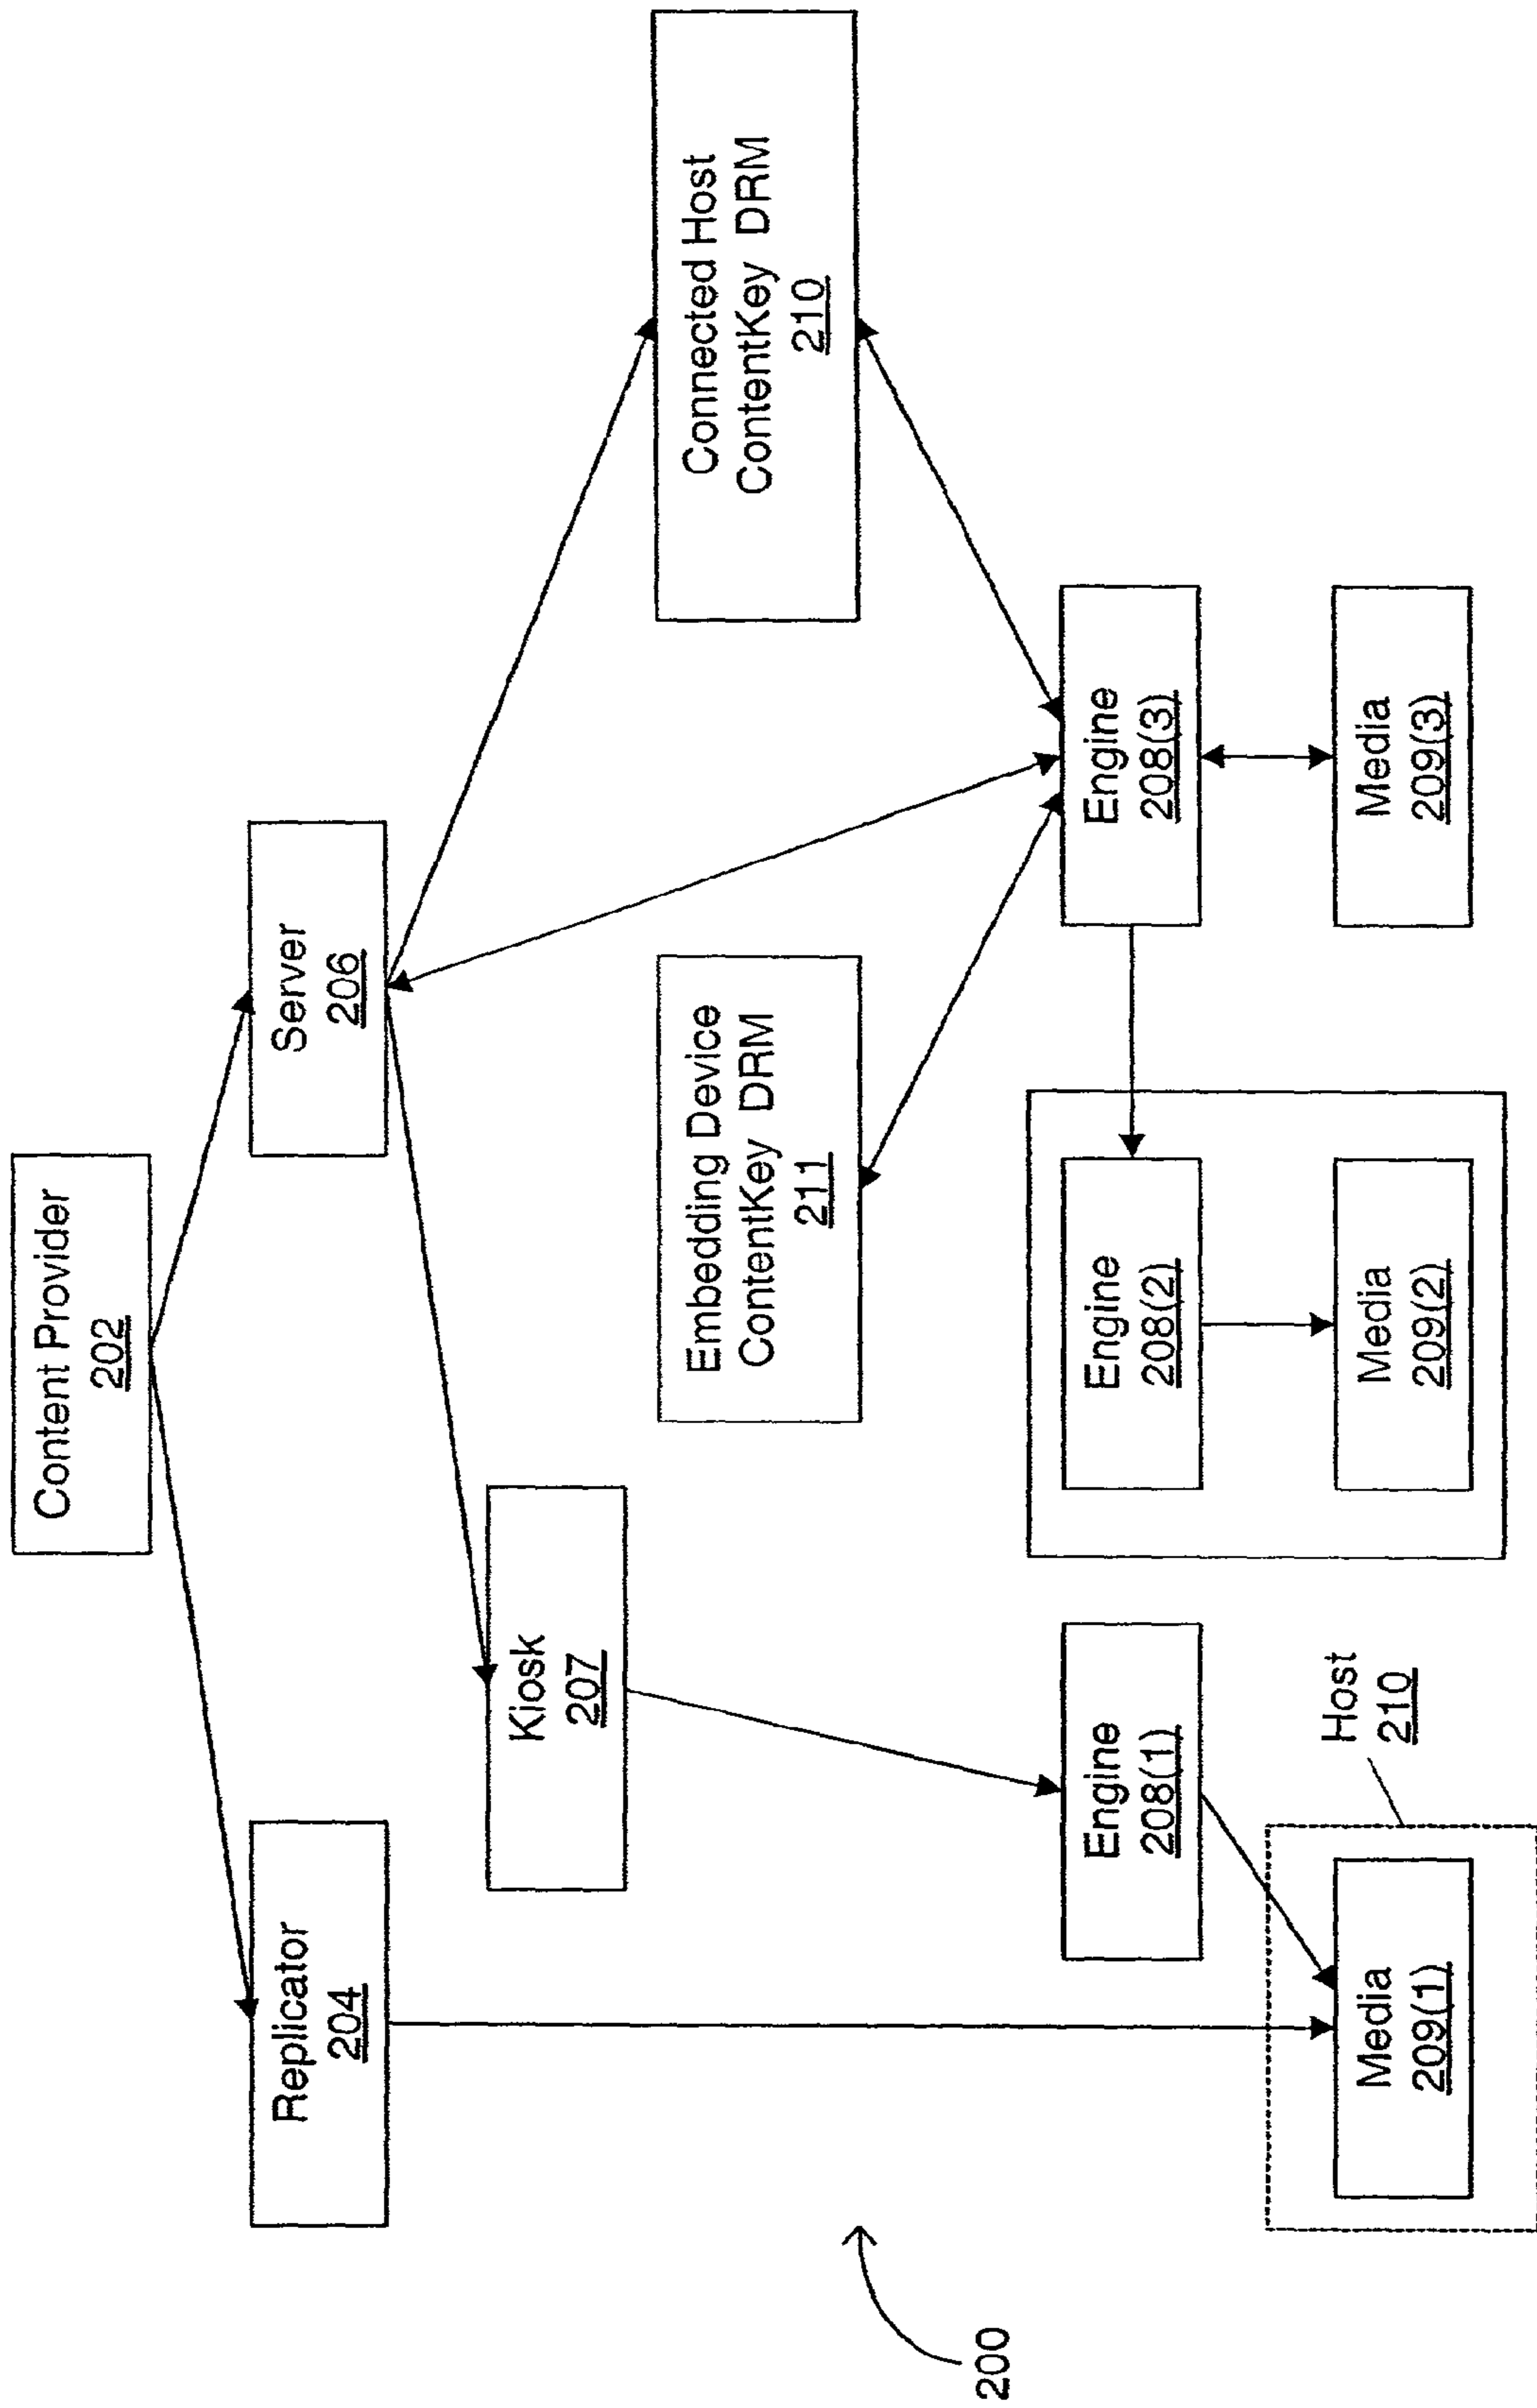 Content Provider
202
Replicator
204
Server
206
Kiosk
207
Embedding Device
ContentKey DRM
211
Connected Host
ContentKey DRM
210
Engine
208(1)
Engine
208(2)
Engine
208(3)
Media
209(1)
Host
210
Media
209(2)
Media
209(3)
200